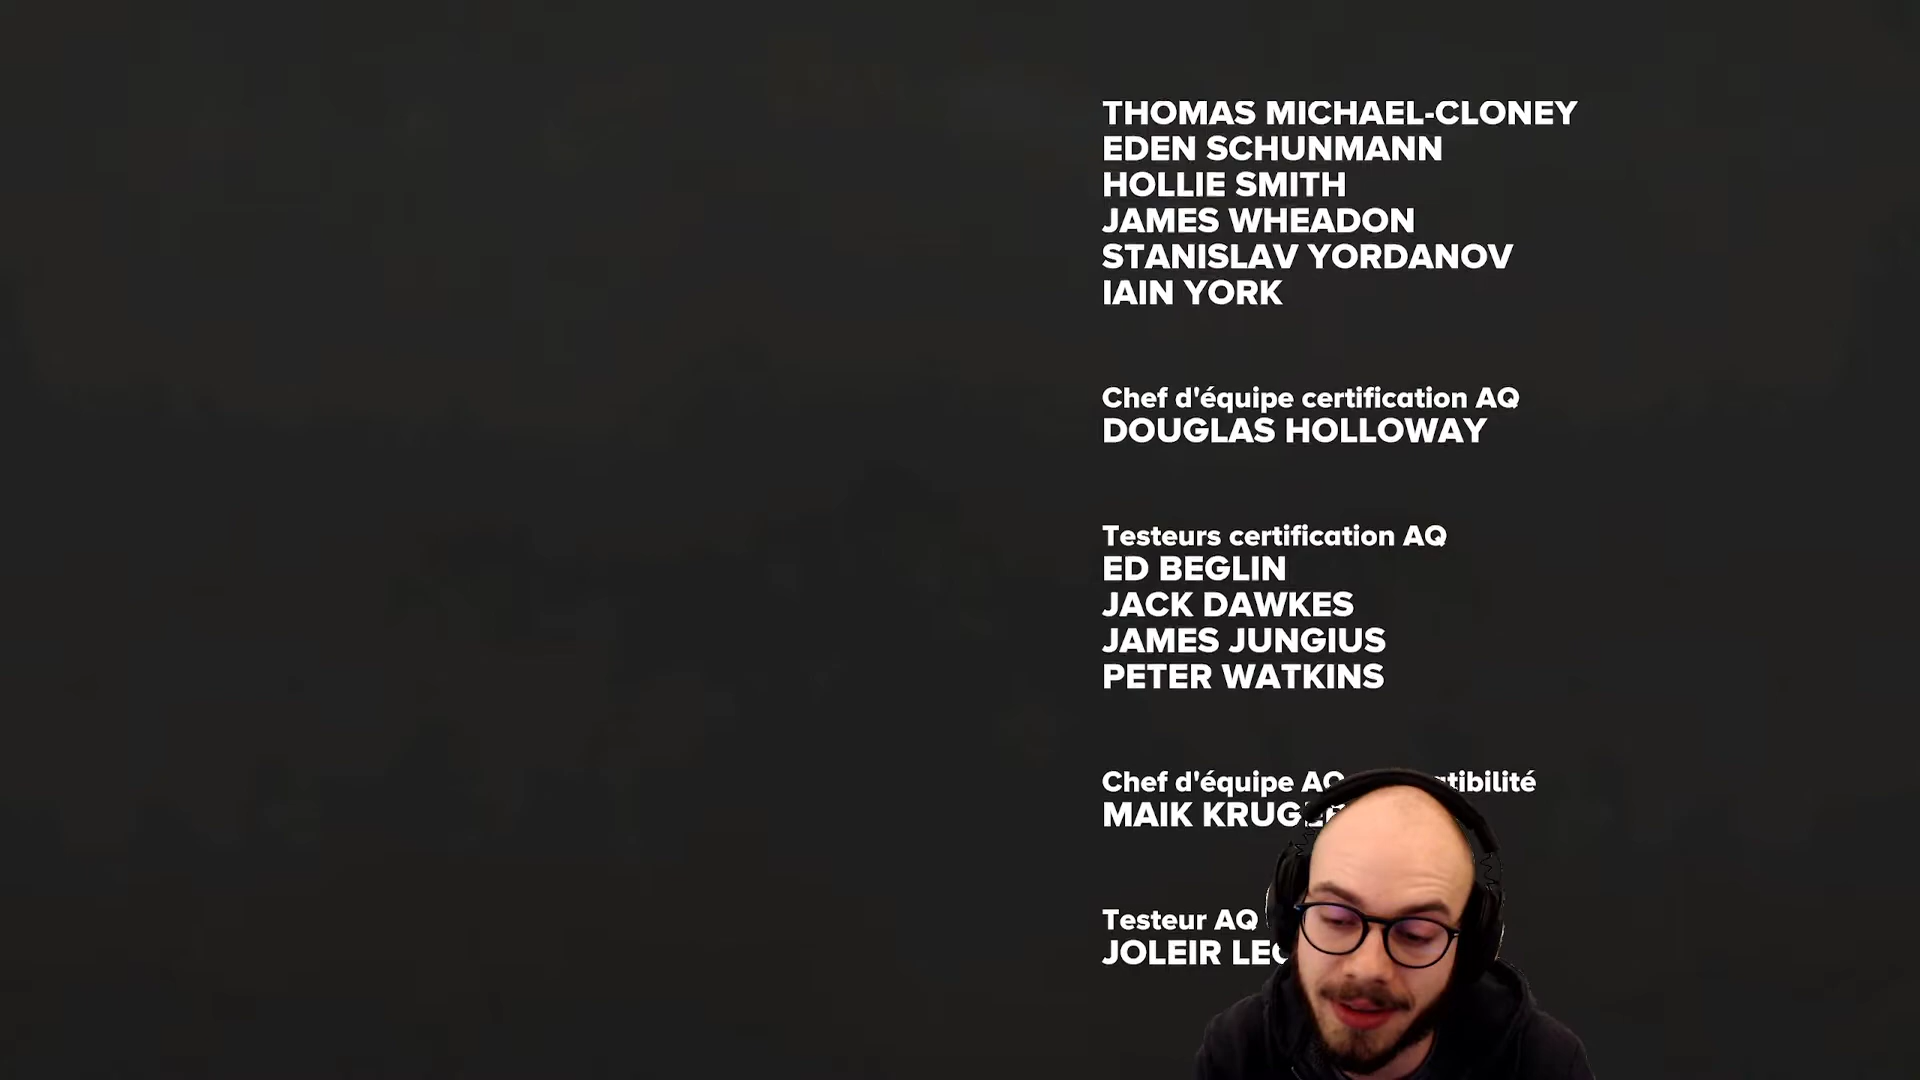 THOMAS MICHAEL-CLONEY
EDEN SCHUNMANN
HOLLIE SMITH
JAMES WHEADON
STANISLAV YORDANOV
IAIN YORK
Chef d'équipe certification AQ
DOUGLAS HOLLOWAY
Testeurs certification AQ
ED BEGLIN
JACK DAWKES
JAMES JUNGIUS
PETER WATKINS
Chef d'équipe AQ
MAIK
Testeur AQ
JOLEIR